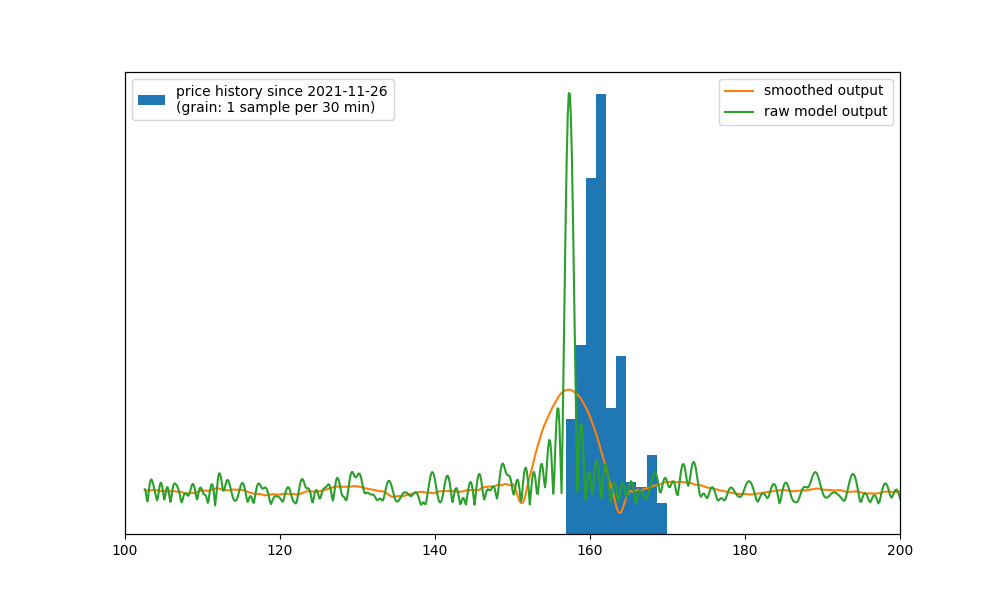 price history since 2021-11-26
(grain: 1 sample per 30 min)
smoothed output
raw model output
100
120
140
160
180
200